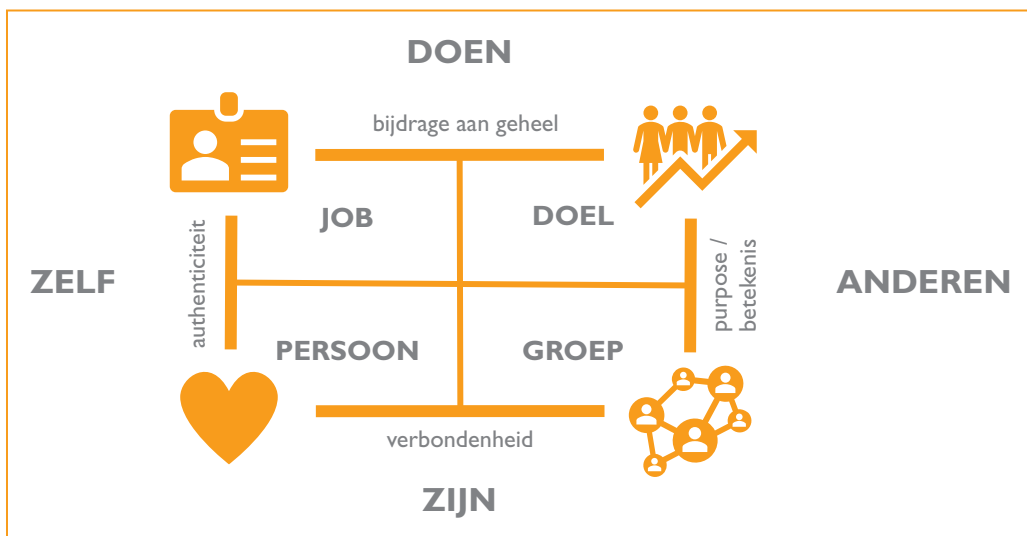 DOEN
bijdrage aan geheel
JOB
DOEL
authenticiteit
ZELF
purpose /
betekenis
ANDEREN
PERSOON
GROEP
verbondenheid
ZIJN